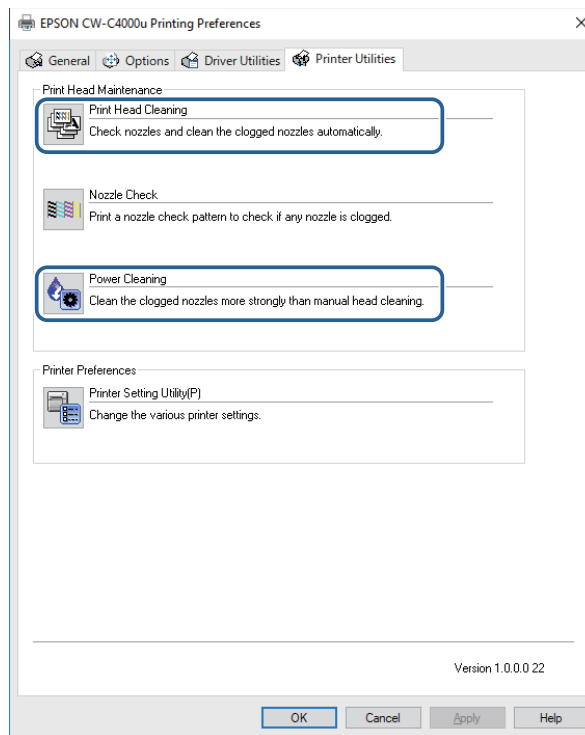 EPSON CW-C4000u Printing Preferences
General Options Driver Utilities Printer Utilities
Print Head Maintenance
Print Head Cleaning
Check nozzles and clean the clogged nozzles automatically.
Nozzle Check
Print a nozzle check pattern to check if any nozzle is clogged.
Power Cleaning
Clean the clogged nozzles more strongly than manual head cleaning.
Printer Preferences
Printer Setting Utility(P)
Change the various printer settings.
Version 1.0.0.0 22
OK Cancel Apply Help